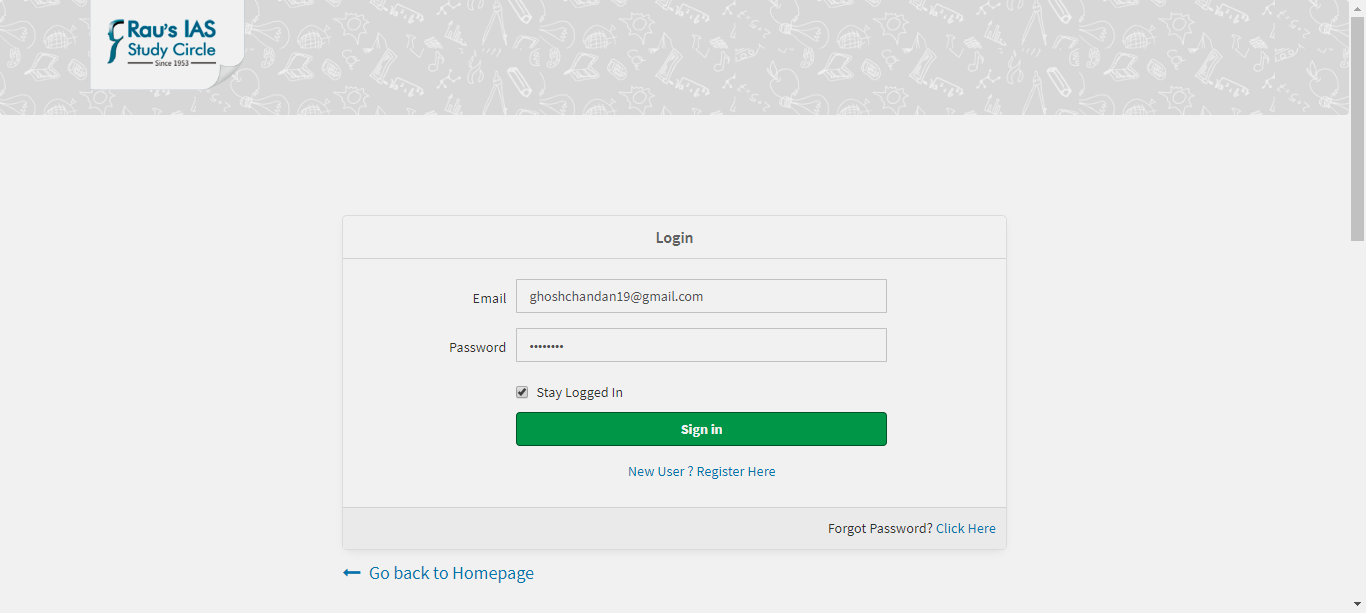 Rau's IAS
Study Circle
Since 1953
Login
Email
ghoshchandan19@gmail.com
Password
••••••••
Stay Logged In
Sign in
New User ? Register Here
Forgot Password? Click Here
Go back to Homepage